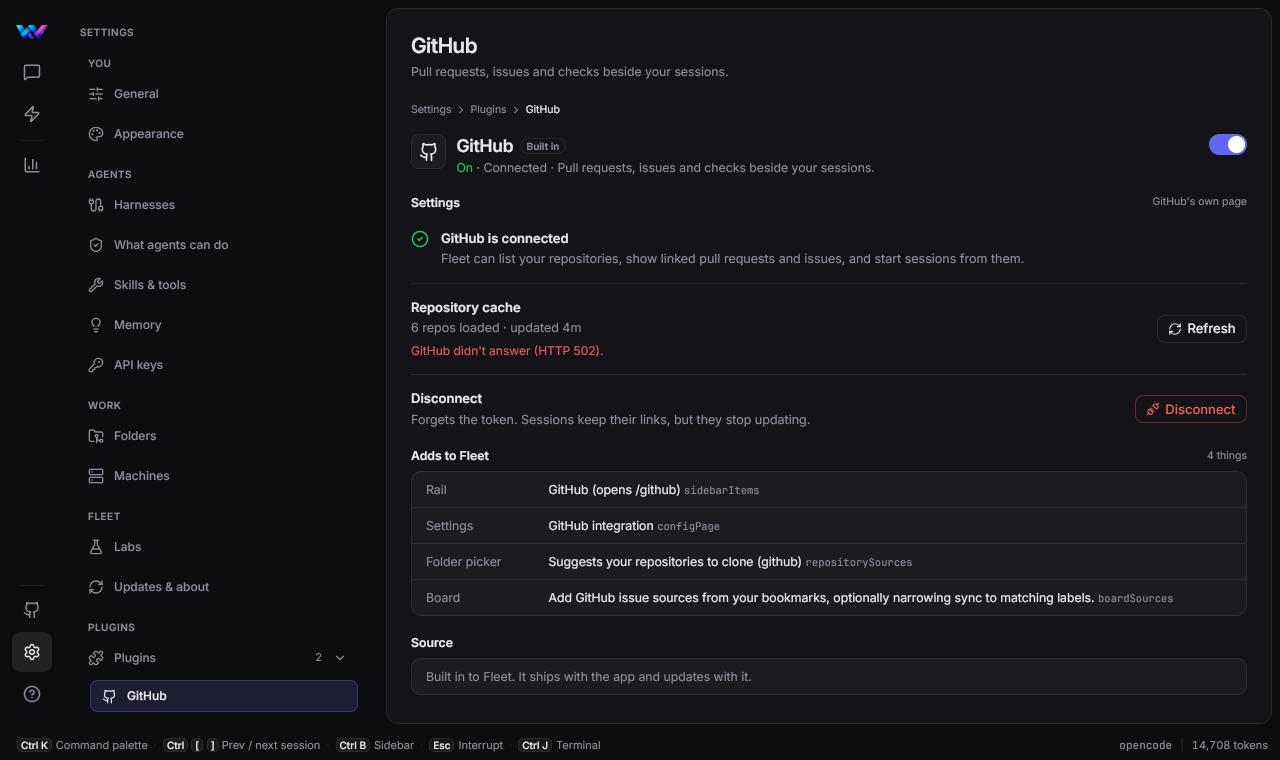 SETTINGS
YOU
General
Appearance
AGENTS
Harnesses
What agents can do
Skills & tools
Memory
API keys
WORK
Folders
Machines
FLEET
Labs
Updates & about
PLUGINS
Plugins 2
GitHub
GitHub
Pull requests, issues and checks beside your sessions.
Settings > Plugins > GitHub
GitHub Built in
On · Connected · Pull requests, issues and checks beside your sessions.
Settings GitHub's own page
GitHub is connected
Fleet can list your repositories, show linked pull requests and issues, and start sessions from them.
Repository cache
6 repos loaded · updated 4m
GitHub didn't answer (HTTP 502).
Refresh
Disconnect
Forgets the token. Sessions keep their links, but they stop updating.
Disconnect
Adds to Fleet 4 things
Rail GitHub (opens /github) sidebarItems
Settings GitHub integration configPage
Folder picker Suggests your repositories to clone (github) repositorySources
Board Add GitHub issue sources from your bookmarks, optionally narrowing sync to matching labels. boardSources
Source
Built in to Fleet. It ships with the app and updates with it.
Ctrl K Command palette · Ctrl [ ] Prev / next session · Ctrl B Sidebar · Esc Interrupt · Ctrl J Terminal
opencode 14,708 tokens